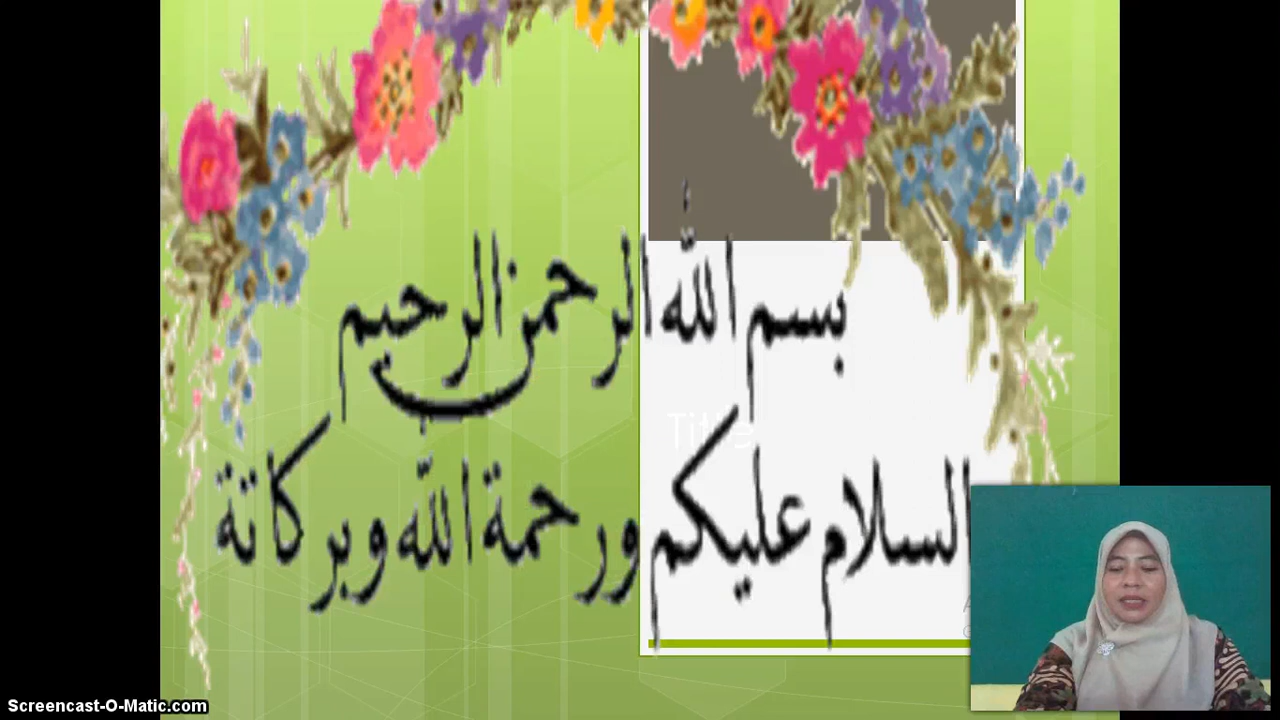 بسم الله الرحمن الرحيم
السلام عليكم ورحمة الله وبركاتة
Screencast-O-Matic.com